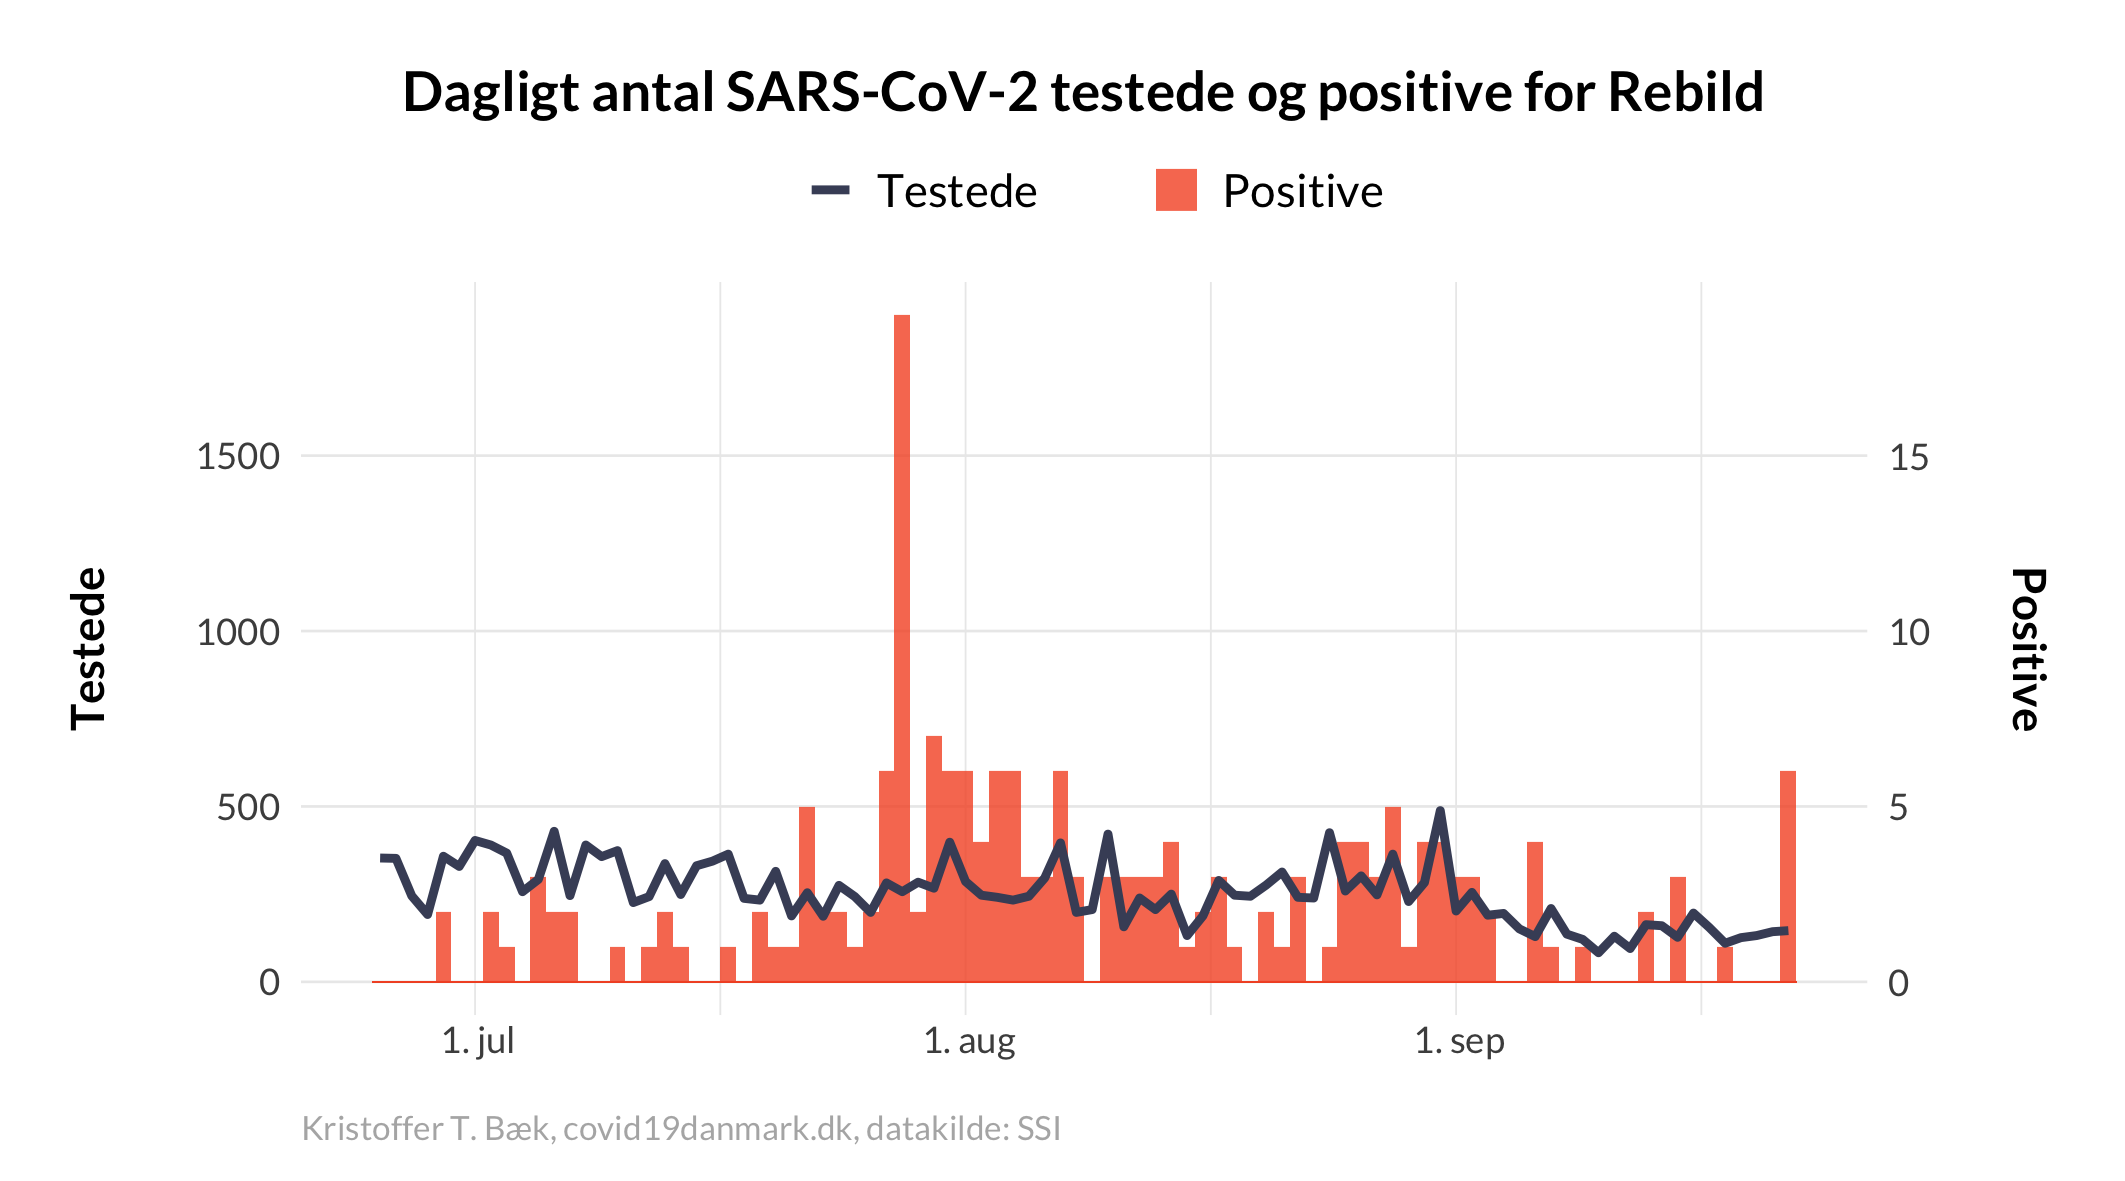 Dagligt antal SARS-CoV-2 testede og positive for Rebild
Testede
Positive
1500
1000
500
0
15
10
5
0
Testede
Positive
1. jul
1. aug
1. sep
Kristoffer T. Bæk, covid19danmark.dk, datakilde: SSI